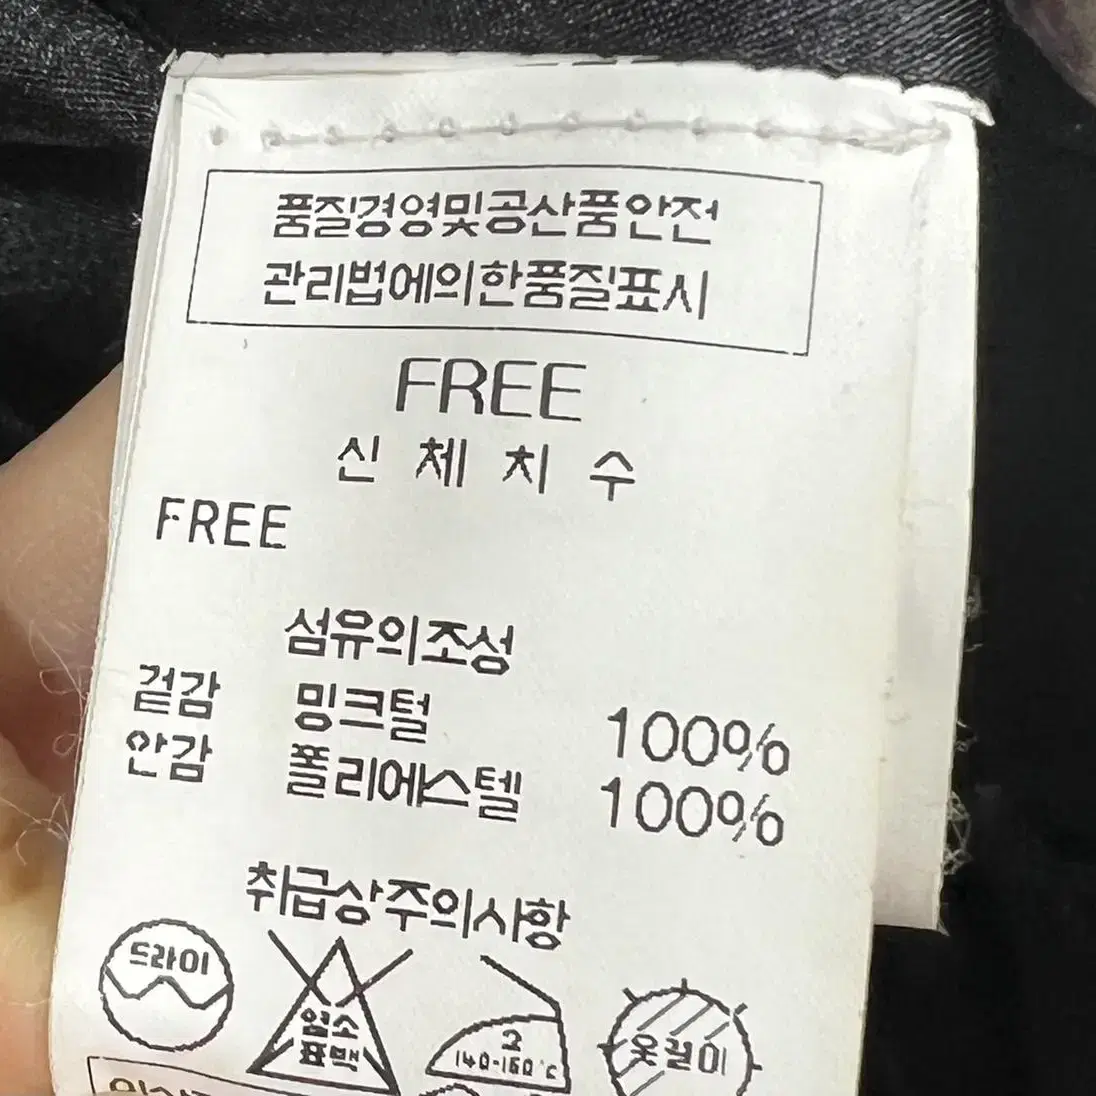 품질경영및공산품안전
관리법에의한품질표시
FREE
신 체 치 수
FREE
섬유의조성
겉감 밍크털 100%
안감 폴리에스텔 100%
취급상주의사항
드라이
염소
표백
2
140-160℃
옷걸이